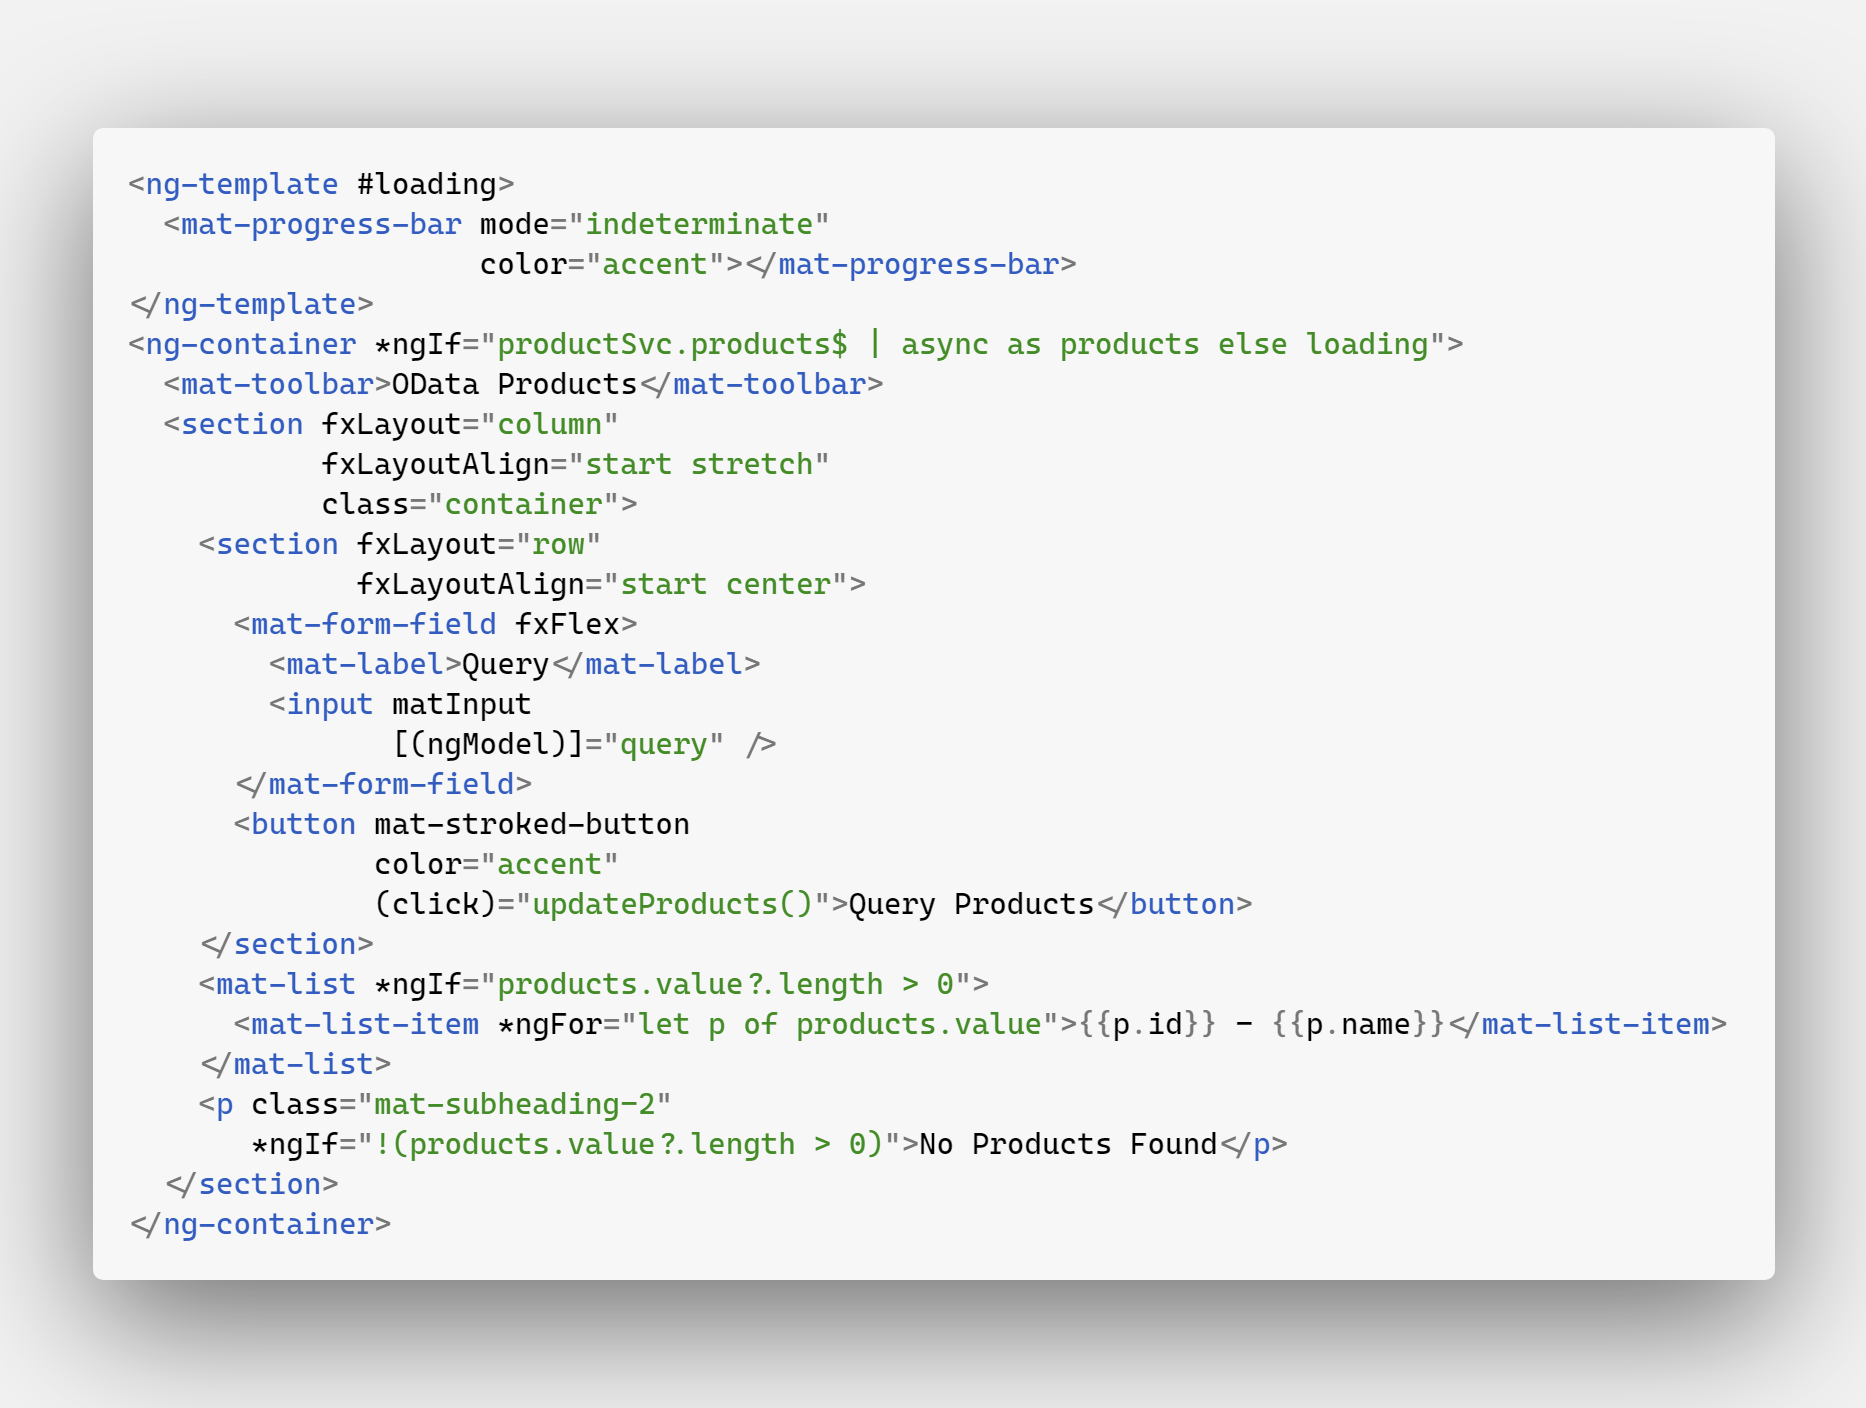 <ng-template #loading>
  <mat-progress-bar mode="indeterminate"
                    color="accent"></mat-progress-bar>
</ng-template>
<ng-container *ngIf="productSvc.products$ | async as products else loading">
  <mat-toolbar>OData Products</mat-toolbar>
  <section fxLayout="column"
           fxLayoutAlign="start stretch"
           class="container">
    <section fxLayout="row"
             fxLayoutAlign="start center">
      <mat-form-field fxFlex>
        <mat-label>Query</mat-label>
        <input matInput
               [(ngModel)]="query" />
      </mat-form-field>
      <button mat-stroked-button
              color="accent"
              (click)="updateProducts()">Query Products</button>
    </section>
    <mat-list *ngIf="products.value?.length > 0">
      <mat-list-item *ngFor="let p of products.value">{{p.id}} - {{p.name}}</mat-list-item>
    </mat-list>
    <p class="mat-subheading-2"
       *ngIf="!(products.value?.length > 0)">No Products Found</p>
  </section>
</ng-container>